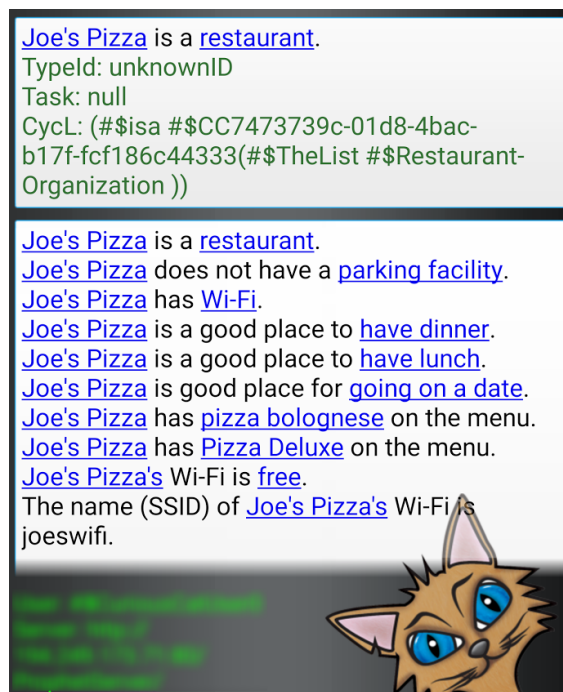 Joe's Pizza is a restaurant.
TypeId: unknownID
Task: null
CycL: (#$isa #$CC7473739c-01d8-4bac-
b17f-fcf186c44333(#$TheList #$Restaurant-
Organization ))
Joe's Pizza is a restaurant.
Joe's Pizza does not have a parking facility.
Joe's Pizza has Wi-Fi.
Joe's Pizza is a good place to have dinner.
Joe's Pizza is a good place to have lunch.
Joe's Pizza is good place for going on a date.
Joe's Pizza has pizza bolognese on the menu.
Joe's Pizza has Pizza Deluxe on the menu.
Joe's Pizza's Wi-Fi is free.
The name (SSID) of Joe's Pizza's Wi-Fi is
joeswifi.